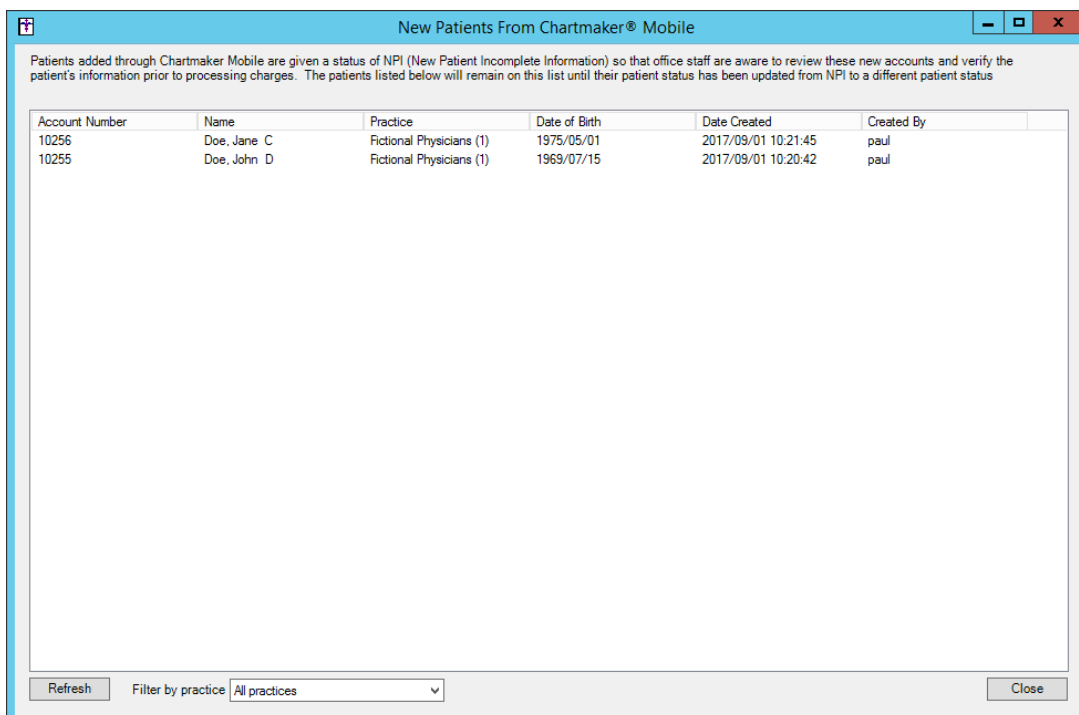 New Patients From Chartmaker® Mobile
Patients added through Chartmaker Mobile are given a status of NPI (New Patient Incomplete Information) so that office staff are aware to review these new accounts and verify the
patient's information prior to processing charges.  The patients listed below will remain on this list until their patient status has been updated from NPI to a different patient status
Account Number Name Practice Date of Birth Date Created Created By
10256 Doe, Jane C Fictional Physicians (1) 1975/05/01 2017/09/01 10:21:45 paul
10255 Doe, John D Fictional Physicians (1) 1969/07/15 2017/09/01 10:20:42 paul
Refresh Filter by practice All practices Close